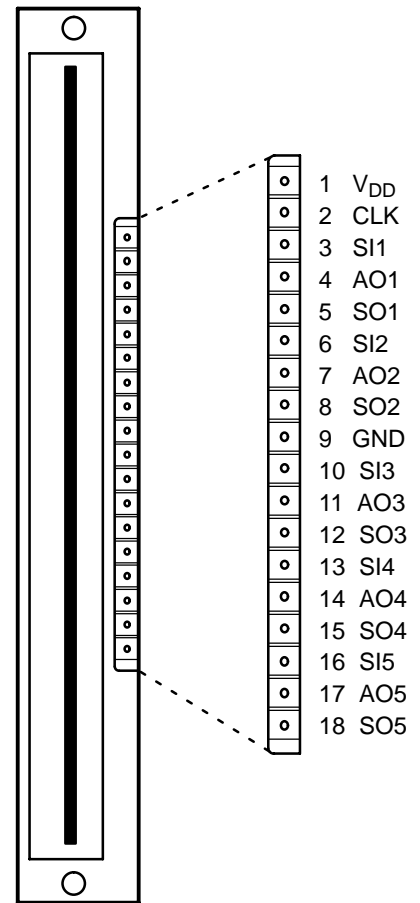 1 VDD
2 CLK
3 SI1
4 AO1
5 SO1
6 SI2
7 AO2
8 SO2
9 GND
10 SI3
11 AO3
12 SO3
13 SI4
14 AO4
15 SO4
16 SI5
17 AO5
18 SO5